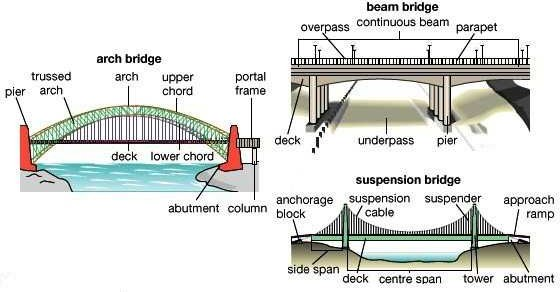 arch bridge
trussed
arch
arch
upper
chord
portal
frame
pier
deck
lower chord
abutment
column
beam bridge
continuous beam
overpass
parapet
deck
underpass
pier
suspension bridge
anchorage
block
suspension
cable
suspender
approach
ramp
side span
deck
centre span
tower
abutment